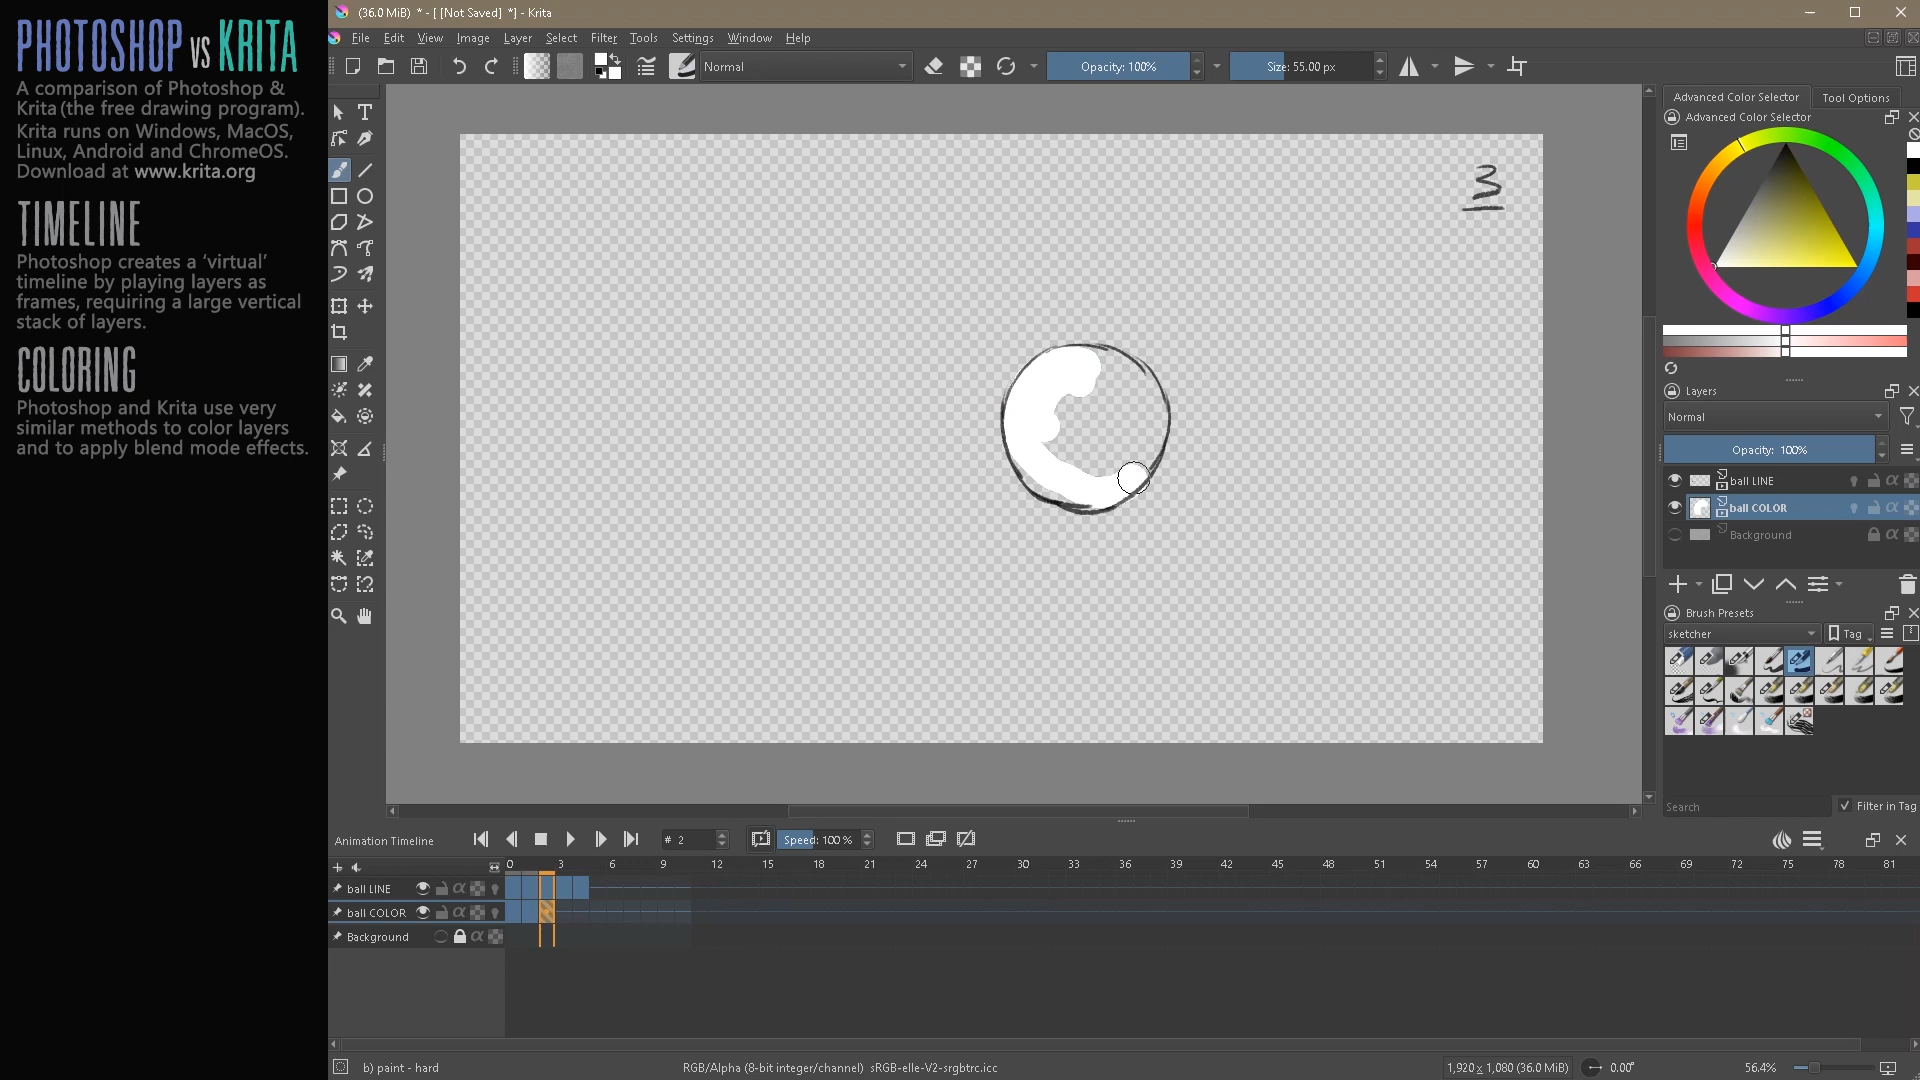 PHOTOSHOP VS KRITA
A comparison of Photoshop &
Krita (the free drawing program).
Krita runs on Windows, MacOS,
Linux, Android and ChromeOS.
Download at www.krita.org
TIMELINE
Photoshop creates a ‘virtual’
timeline by playing layers as
frames, requiring a large vertical
stack of layers.
COLORING
Photoshop and Krita use very
similar methods to color layers
and to apply blend mode effects.
(36.0 MiB) * - [ [Not Saved] *] - Krita
File Edit View Image Layer Select Filter Tools Settings Window Help
Normal
Opacity: 100%
Size: 55.00 px
3
Advanced Color Selector
Tool Options
Advanced Color Selector
Layers
Normal
Opacity: 100%
ball LINE
ball COLOR
Background
Brush Presets
sketcher
Tag
Search
Filter in Tag
Animation Timeline
# 2
Speed: 100 %
0 3 6 9 12 15 18 21 24 27 30 33 36 39 42 45 48 51 54 57 60 63 66 69 72 75 78 81
ball LINE
ball COLOR
Background
b) paint - hard
RGB/Alpha (8-bit integer/channel) sRGB-elle-V2-srgbtrc.icc
1,920 x 1,080 (36.0 MiB)
0.00°
56.4%